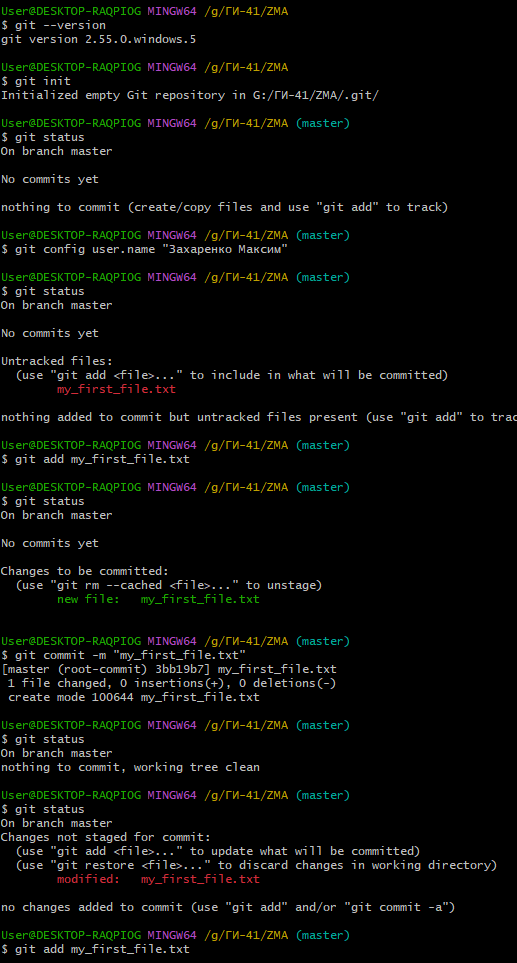 User@DESKTOP-RAQPIOG MINGW64 /g/ГИ-41/ZMA
$ git --version
git version 2.55.0.windows.5
User@DESKTOP-RAQPIOG MINGW64 /g/ГИ-41/ZMA
$ git init
Initialized empty Git repository in G:/ГИ-41/ZMA/.git/
User@DESKTOP-RAQPIOG MINGW64 /g/ГИ-41/ZMA (master)
$ git status
On branch master
No commits yet
nothing to commit (create/copy files and use "git add" to track)
User@DESKTOP-RAQPIOG MINGW64 /g/ГИ-41/ZMA (master)
$ git config user.name "Захаренко Максим"
User@DESKTOP-RAQPIOG MINGW64 /g/ГИ-41/ZMA (master)
$ git status
On branch master
No commits yet
Untracked files:
(use "git add <file>..." to include in what will be committed)
my_first_file.txt
nothing added to commit but untracked files present (use "git add" to trac
User@DESKTOP-RAQPIOG MINGW64 /g/ГИ-41/ZMA (master)
$ git add my_first_file.txt
User@DESKTOP-RAQPIOG MINGW64 /g/ГИ-41/ZMA (master)
$ git status
On branch master
No commits yet
Changes to be committed:
(use "git rm --cached <file>..." to unstage)
new file:   my_first_file.txt
User@DESKTOP-RAQPIOG MINGW64 /g/ГИ-41/ZMA (master)
$ git commit -m "my_first_file.txt"
[master (root-commit) 3bb19b7] my_first_file.txt
1 file changed, 0 insertions(+), 0 deletions(-)
create mode 100644 my_first_file.txt
User@DESKTOP-RAQPIOG MINGW64 /g/ГИ-41/ZMA (master)
$ git status
On branch master
nothing to commit, working tree clean
User@DESKTOP-RAQPIOG MINGW64 /g/ГИ-41/ZMA (master)
$ git status
On branch master
Changes not staged for commit:
(use "git add <file>..." to update what will be committed)
(use "git restore <file>..." to discard changes in working directory)
modified:   my_first_file.txt
no changes added to commit (use "git add" and/or "git commit -a")
User@DESKTOP-RAQPIOG MINGW64 /g/ГИ-41/ZMA (master)
$ git add my_first_file.txt